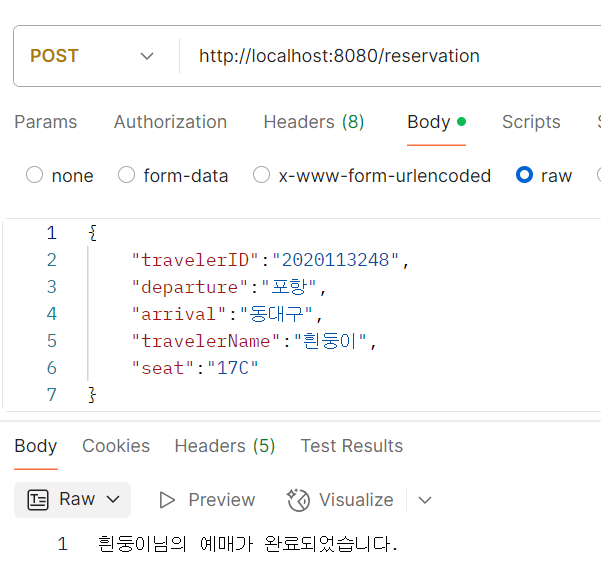 POST http://localhost:8080/reservation
Params Authorization Headers (8) Body Scripts
none form-data x-www-form-urlencoded raw
1 {
2 "travelerID":"2020113248",
3 "departure":"포항",
4 "arrival":"동대구",
5 "travelerName":"흰둥이",
6 "seat":"17C"
7 }
Body Cookies Headers (5) Test Results
Raw Preview Visualize
1 흰둥이님의 예매가 완료되었습니다.